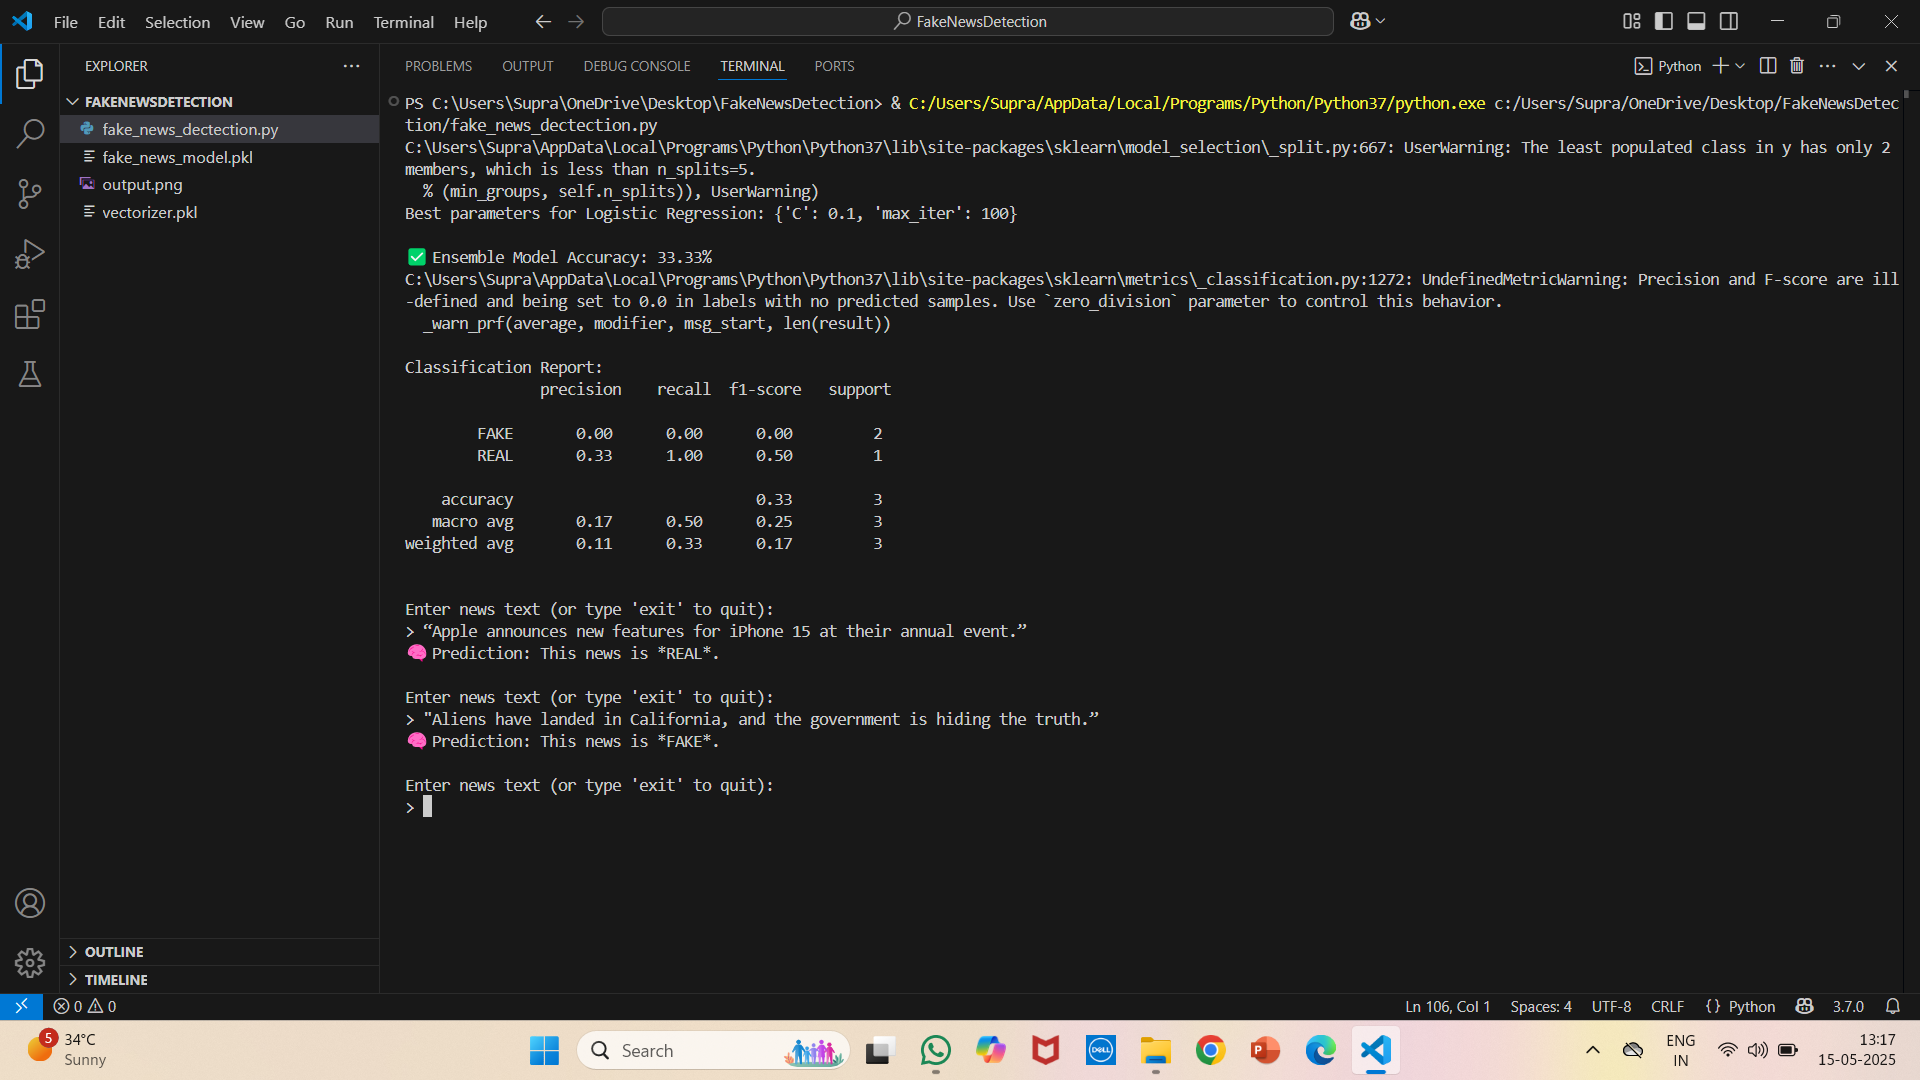 File Edit Selection View Go Run Terminal Help
FakeNewsDetection
EXPLORER
FAKENEWSDETECTION
fake_news_dectection.py
fake_news_model.pkl
output.png
vectorizer.pkl
OUTLINE
TIMELINE
PROBLEMS OUTPUT DEBUG CONSOLE TERMINAL PORTS
Python
PS C:\Users\Supra\OneDrive\Desktop\FakeNewsDetection> & C:/Users/Supra/AppData/Local/Programs/Python/Python37/python.exe c:/Users/Supra/OneDrive/Desktop/FakeNewsDetec
tion/fake_news_dectection.py
C:\Users\Supra\AppData\Local\Programs\Python\Python37\lib\site-packages\sklearn\model_selection\_split.py:667: UserWarning: The least populated class in y has only 2
members, which is less than n_splits=5.
% (min_groups, self.n_splits)), UserWarning)
Best parameters for Logistic Regression: {'C': 0.1, 'max_iter': 100}
✅ Ensemble Model Accuracy: 33.33%
C:\Users\Supra\AppData\Local\Programs\Python\Python37\lib\site-packages\sklearn\metrics\_classification.py:1272: UndefinedMetricWarning: Precision and F-score are ill
-defined and being set to 0.0 in labels with no predicted samples. Use `zero_division` parameter to control this behavior.
_warn_prf(average, modifier, msg_start, len(result))
Classification Report:
precision recall f1-score support
FAKE 0.00 0.00 0.00 2
REAL 0.33 1.00 0.50 1
accuracy 0.33 3
macro avg 0.17 0.50 0.25 3
weighted avg 0.11 0.33 0.17 3
Enter news text (or type 'exit' to quit):
> “Apple announces new features for iPhone 15 at their annual event.”
🧠 Prediction: This news is *REAL*.
Enter news text (or type 'exit' to quit):
> "Aliens have landed in California, and the government is hiding the truth.”
🧠 Prediction: This news is *FAKE*.
Enter news text (or type 'exit' to quit):
>
0 0
Ln 106, Col 1 Spaces: 4 UTF-8 CRLF {} Python 3.7.0
5
34°C
Sunny
Search
DELL
P
ENG
IN
13:17
15-05-2025